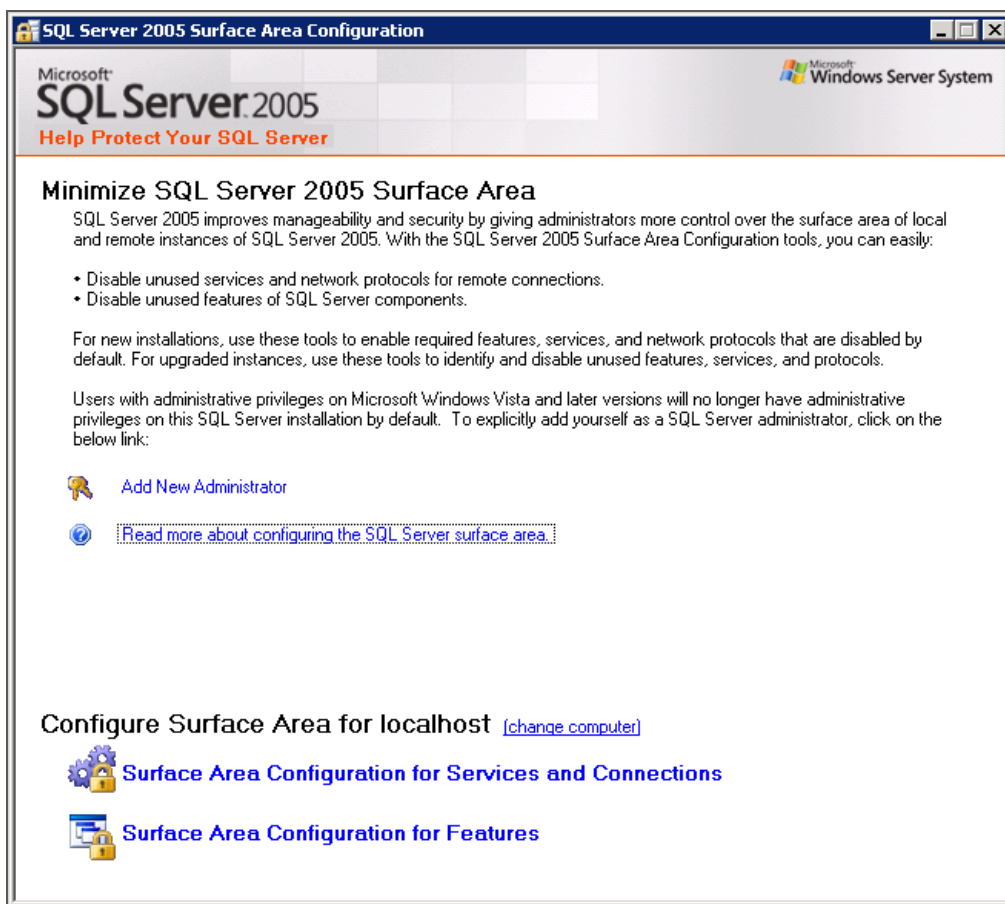 SQL Server 2005 Surface Area Configuration
Microsoft
Windows Server System
Microsoft
SQL Server 2005
Help Protect Your SQL Server
Minimize SQL Server 2005 Surface Area
SQL Server 2005 improves manageability and security by giving administrators more control over the surface area of local
and remote instances of SQL Server 2005. With the SQL Server 2005 Surface Area Configuration tools, you can easily:
• Disable unused services and network protocols for remote connections.
• Disable unused features of SQL Server components.
For new installations, use these tools to enable required features, services, and network protocols that are disabled by
default. For upgraded instances, use these tools to identify and disable unused features, services, and protocols.
Users with administrative privileges on Microsoft Windows Vista and later versions will no longer have administrative
privileges on this SQL Server installation by default.  To explicitly add yourself as a SQL Server administrator, click on the
below link:
Add New Administrator
Read more about configuring the SQL Server surface area.
Configure Surface Area for localhost (change computer)
Surface Area Configuration for Services and Connections
Surface Area Configuration for Features